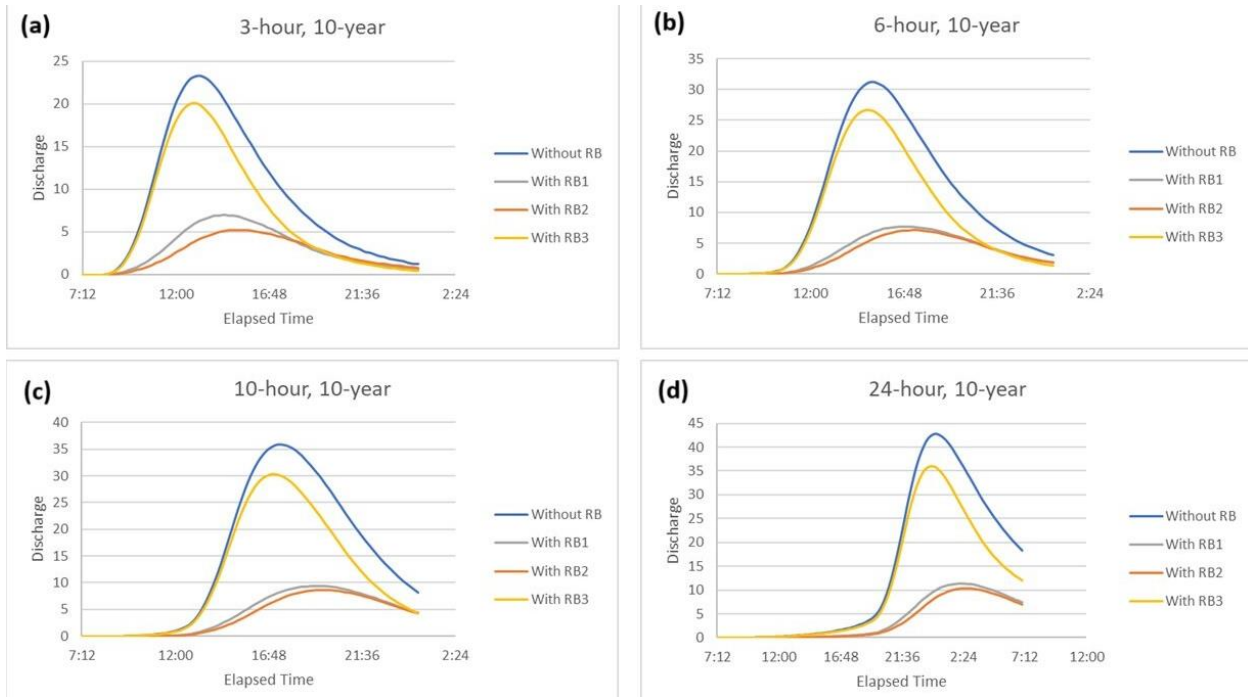 (a)
3-hour, 10-year
25
20
15
10
5
0
Discharge
7:12 12:00 16:48 21:36 2:24
Elapsed Time
Without RB
With RB1
With RB2
With RB3
(b)
6-hour, 10-year
35
30
25
20
15
10
5
0
Discharge
7:12 12:00 16:48 21:36 2:24
Elapsed Time
Without RB
With RB1
With RB2
With RB3
(c)
10-hour, 10-year
40
35
30
25
20
15
10
5
0
Discharge
7:12 12:00 16:48 21:36 2:24
Elapsed Time
Without RB
With RB1
With RB2
With RB3
(d)
24-hour, 10-year
45
40
35
30
25
20
15
10
5
0
Discharge
7:12 12:00 16:48 21:36 2:24 7:12 12:00
Elapsed Time
Without RB
With RB1
With RB2
With RB3